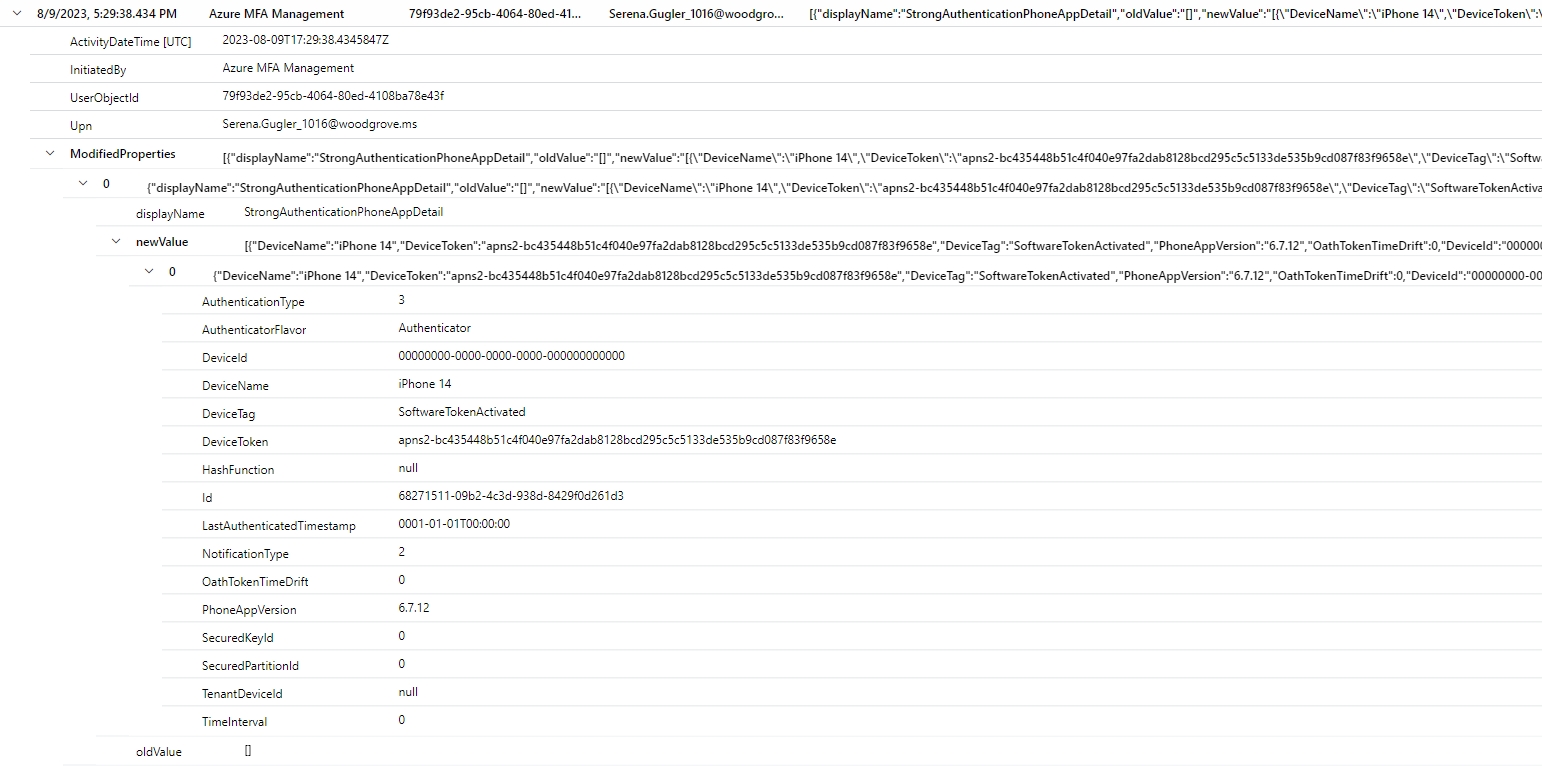 8/9/2023, 5:29:38.434 PM Azure MFA Management 79f93de2-95cb-4064-80ed-41... Serena.Gugler_1016@woodgro... [{"displayName":"StrongAuthenticationPhoneAppDetail","oldValue":"[]","newValue":"[{\"DeviceName\":\"iPhone 14\",\"DeviceToken\":\
ActivityDateTime [UTC] 2023-08-09T17:29:38.4345847Z
InitiatedBy Azure MFA Management
UserObjectId 79f93de2-95cb-4064-80ed-4108ba78e43f
Upn Serena.Gugler_1016@woodgrove.ms
ModifiedProperties [{"displayName":"StrongAuthenticationPhoneAppDetail","oldValue":"[]","newValue":"[{\"DeviceName\":\"iPhone 14\",\"DeviceToken\":\"apns2-bc435448b51c4f040e97fa2dab8128bcd295c5c5133de535b9cd087f83f9658e\",\"DeviceTag\":\"Softw
0 {"displayName":"StrongAuthenticationPhoneAppDetail","oldValue":"[]","newValue":"[{\"DeviceName\":\"iPhone 14\",\"DeviceToken\":\"apns2-bc435448b51c4f040e97fa2dab8128bcd295c5c5133de535b9cd087f83f9658e\",\"DeviceTag\":\"SoftwareTokenActiva
displayName StrongAuthenticationPhoneAppDetail
newValue [{"DeviceName":"iPhone 14","DeviceToken":"apns2-bc435448b51c4f040e97fa2dab8128bcd295c5c5133de535b9cd087f83f9658e","DeviceTag":"SoftwareTokenActivated","PhoneAppVersion":"6.7.12","OathTokenTimeDrift":0,"DeviceId":"000000
0 {"DeviceName":"iPhone 14","DeviceToken":"apns2-bc435448b51c4f040e97fa2dab8128bcd295c5c5133de535b9cd087f83f9658e","DeviceTag":"SoftwareTokenActivated","PhoneAppVersion":"6.7.12","OathTokenTimeDrift":0,"DeviceId":"00000000-00
AuthenticationType 3
AuthenticatorFlavor Authenticator
DeviceId 00000000-0000-0000-0000-000000000000
DeviceName iPhone 14
DeviceTag SoftwareTokenActivated
DeviceToken apns2-bc435448b51c4f040e97fa2dab8128bcd295c5c5133de535b9cd087f83f9658e
HashFunction null
Id 68271511-09b2-4c3d-938d-8429f0d261d3
LastAuthenticatedTimestamp 0001-01-01T00:00:00
NotificationType 2
OathTokenTimeDrift 0
PhoneAppVersion 6.7.12
SecuredKeyId 0
SecuredPartitionId 0
TenantDeviceId null
TimeInterval 0
oldValue []